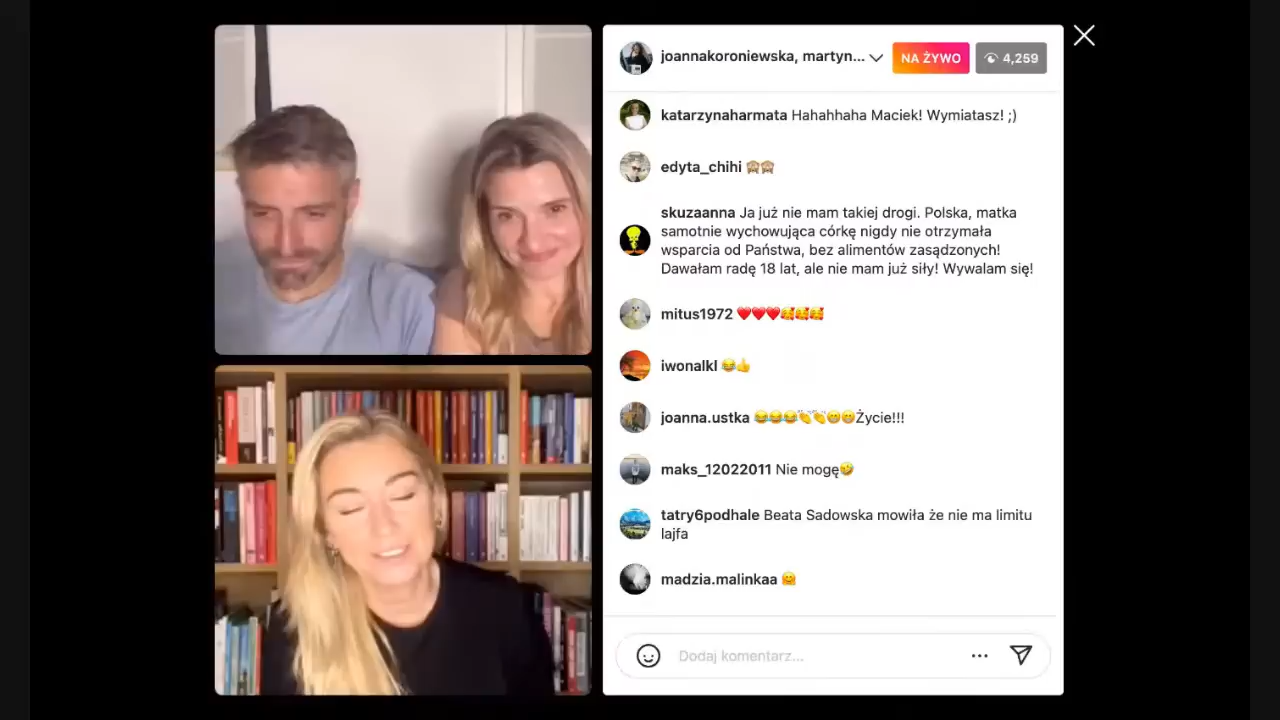 joannakoroniewska, martyn...
NA ŻYWO
4,259
katarzynaharmata Hahahhaha Maciek! Wymiatasz! ;)
edyta_chihi 🙈🙈
skuzaanna Ja już nie mam takiej drogi. Polska, matka
samotnie wychowująca córkę nigdy nie otrzymała
wsparcia od Państwa, bez alimentów zasądzonych!
Dawałam radę 18 lat, ale nie mam już siły! Wywalam się!
mitus1972 ❤️❤️❤️🥰🥰🥰
iwonalkl 😂👍
joanna.ustka 😂😂😂👏👏😁😁Życie!!!
maks_12022011 Nie mogę🤣
tatry6podhale Beata Sadowska mowiła że nie ma limitu
lajfa
madzia.malinkaa 🤗
Dodaj komentarz...